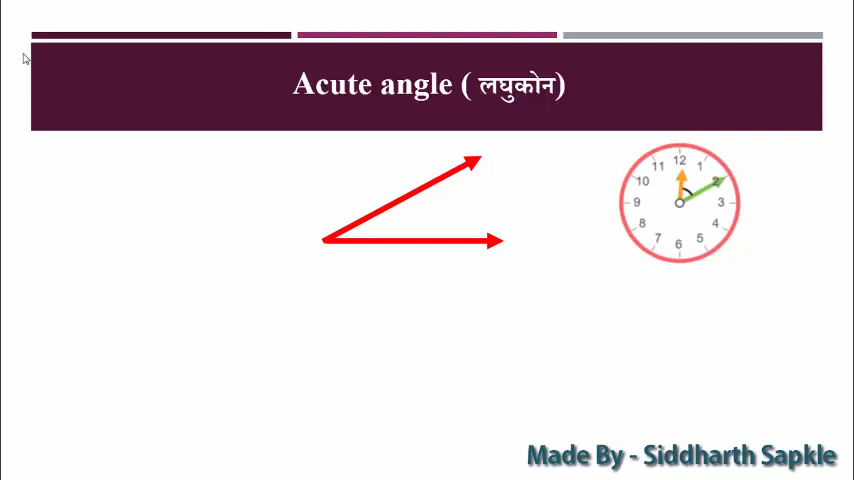 Acute angle ( लघुकोन)
11 12 1
10 2
9 3
8 4
7 6 5
Made By - Siddharth Sapkle